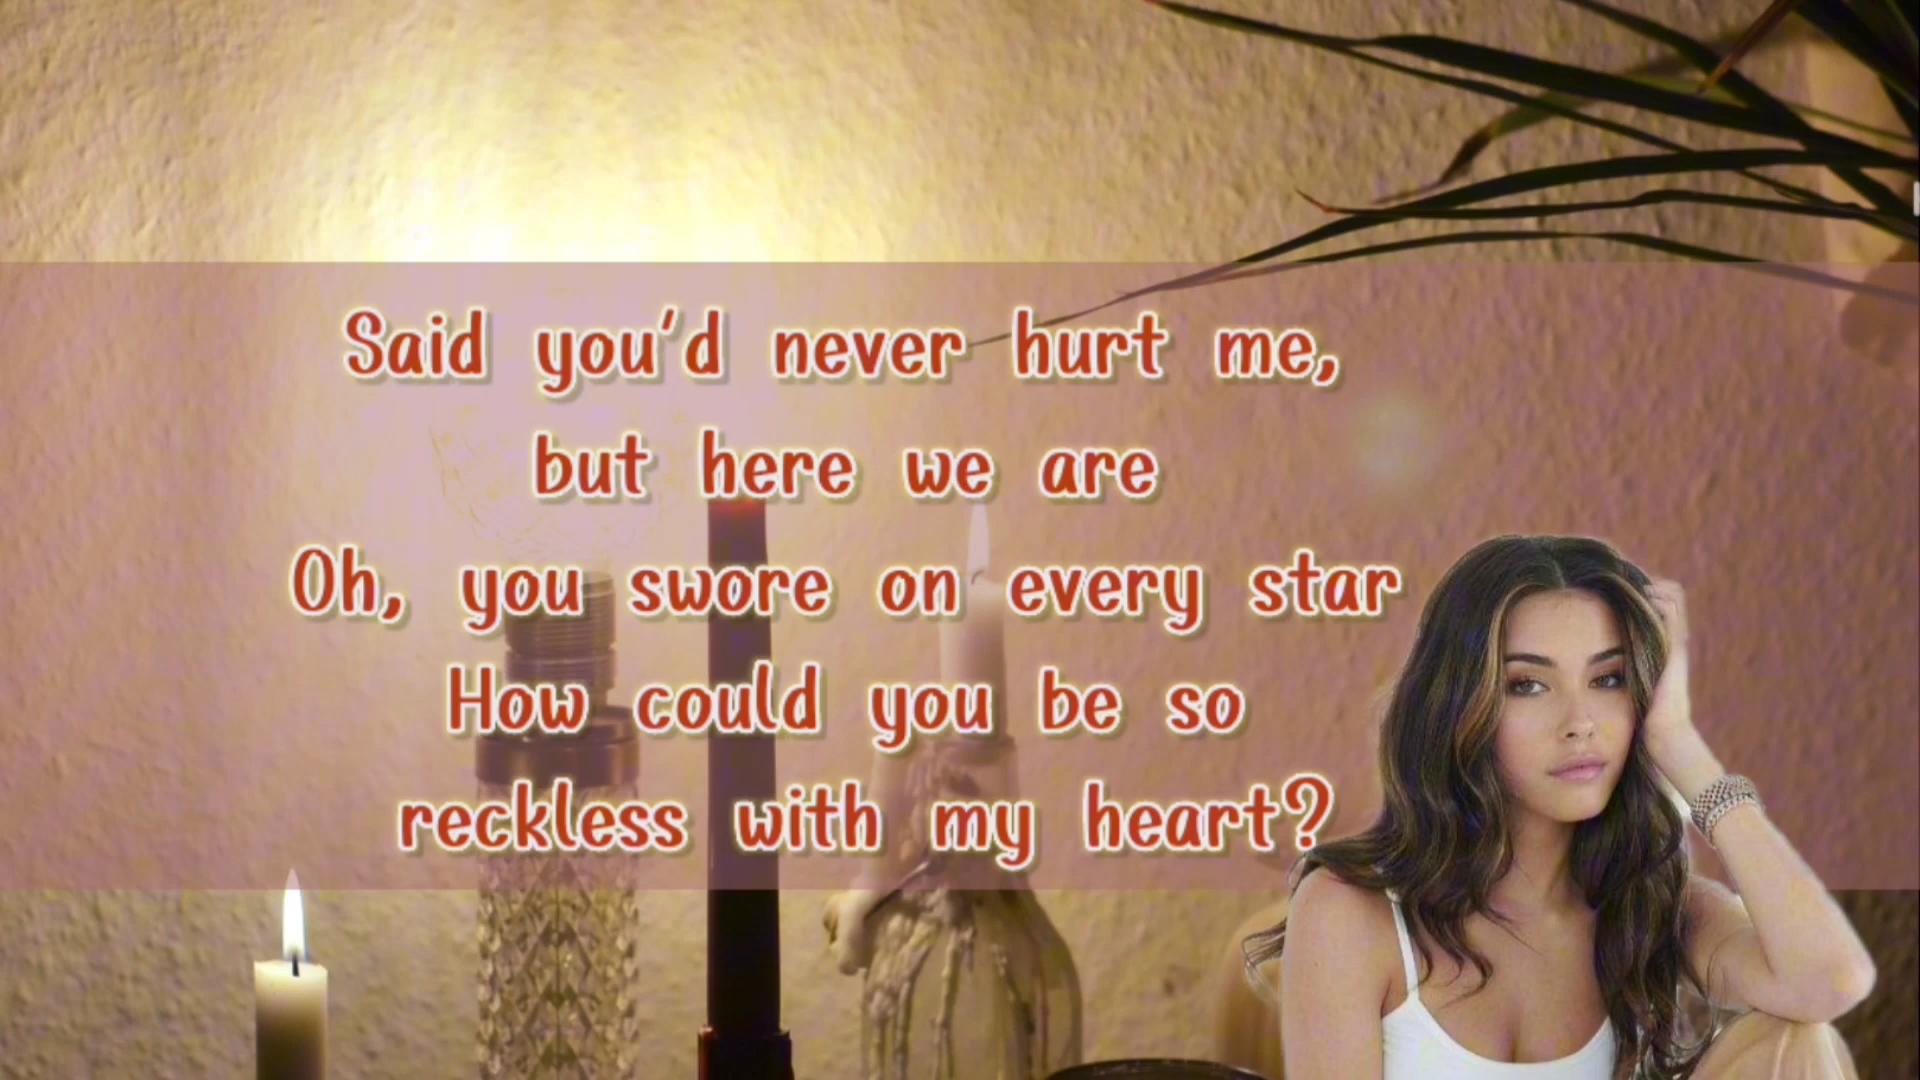 Said you'd never hurt me,
but here we are
Oh, you swore on every star
How could you be so
reckless with my heart?